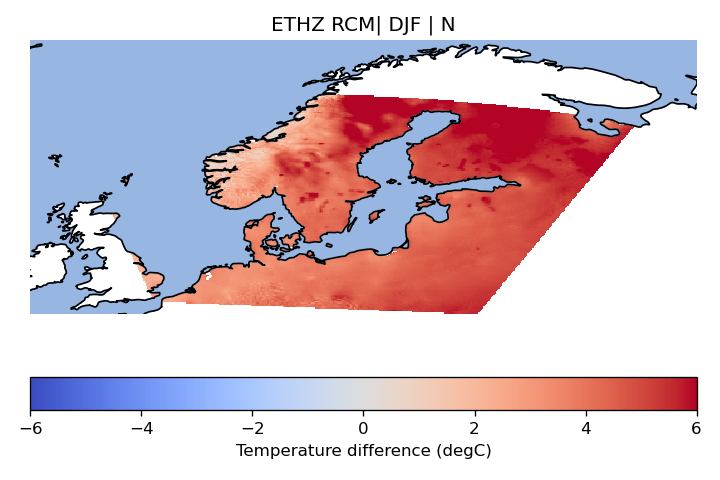 ETHZ RCM| DJF | N
−6 −4 −2 0 2 4 6
Temperature difference (degC)